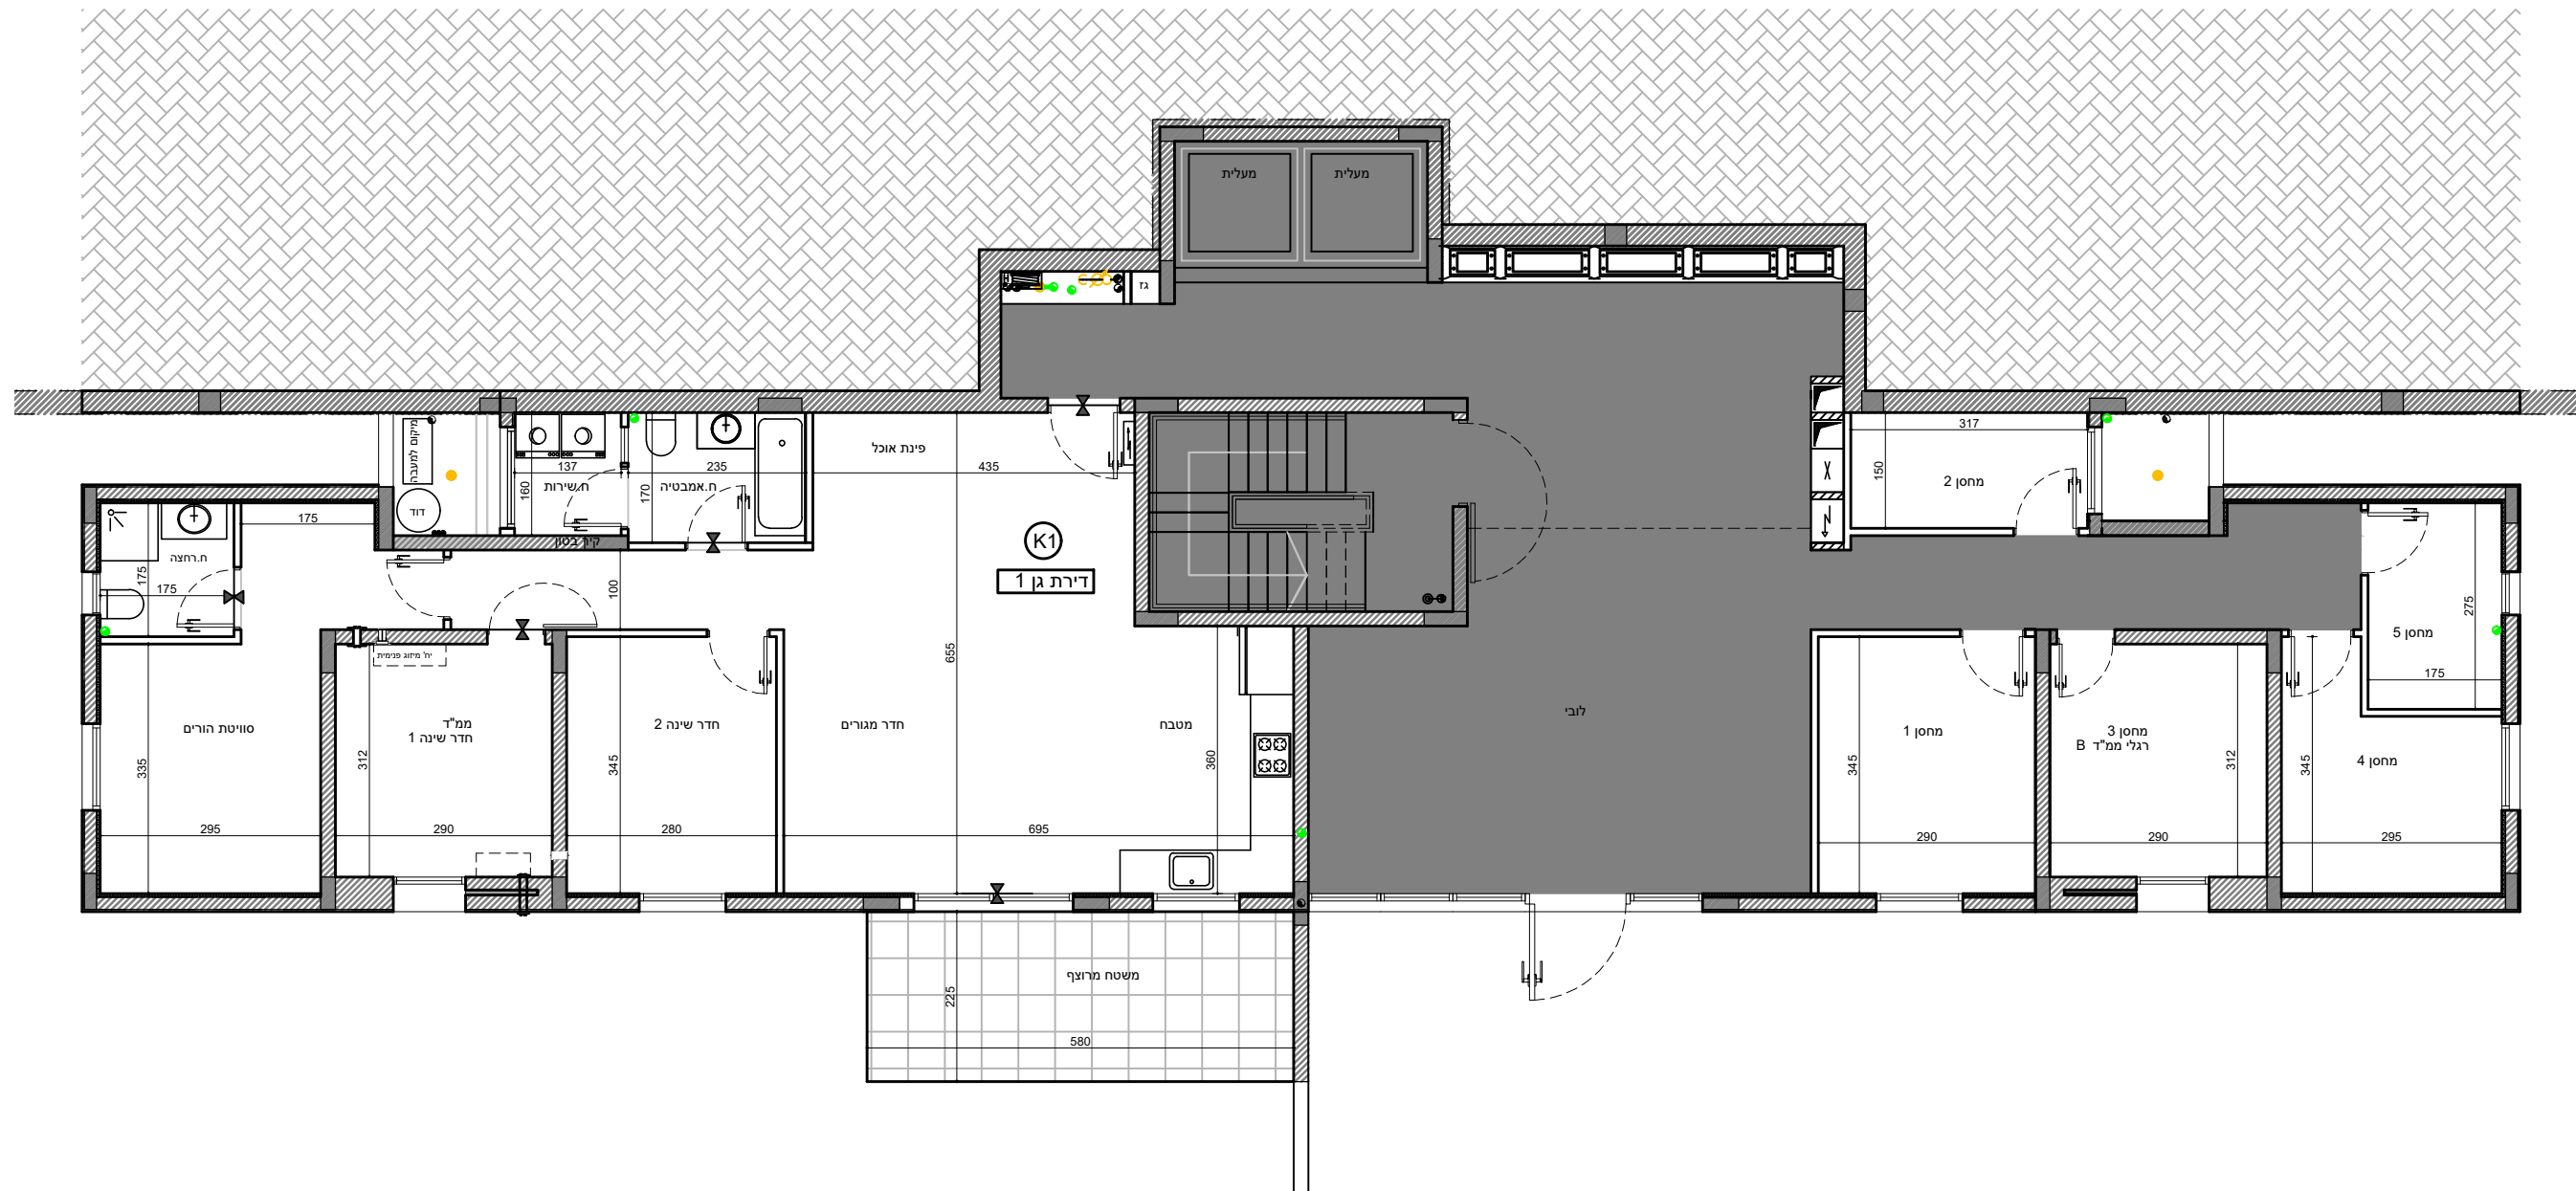 מעלית
מעלית
גז
פינת אוכל
435
317
150
מחסן 2
מיקום למעבה
דוד
137
160
ח.שירות
235
170
ח.אמבטיה
קיר בטון
175
ח.רחצה
175
175
100
K1
דירת גן 1
655
יח' מיזוג פנימית
275
מחסן 5
175
סוויטת הורים
ממ"ד
חדר שינה 1
חדר שינה 2
חדר מגורים
מטבח
לובי
מחסן 1
מחסן 3
רגלי ממ"ד B
מחסן 4
335
312
345
360
345
312
345
295
290
280
695
290
290
295
משטח מרוצף
225
580